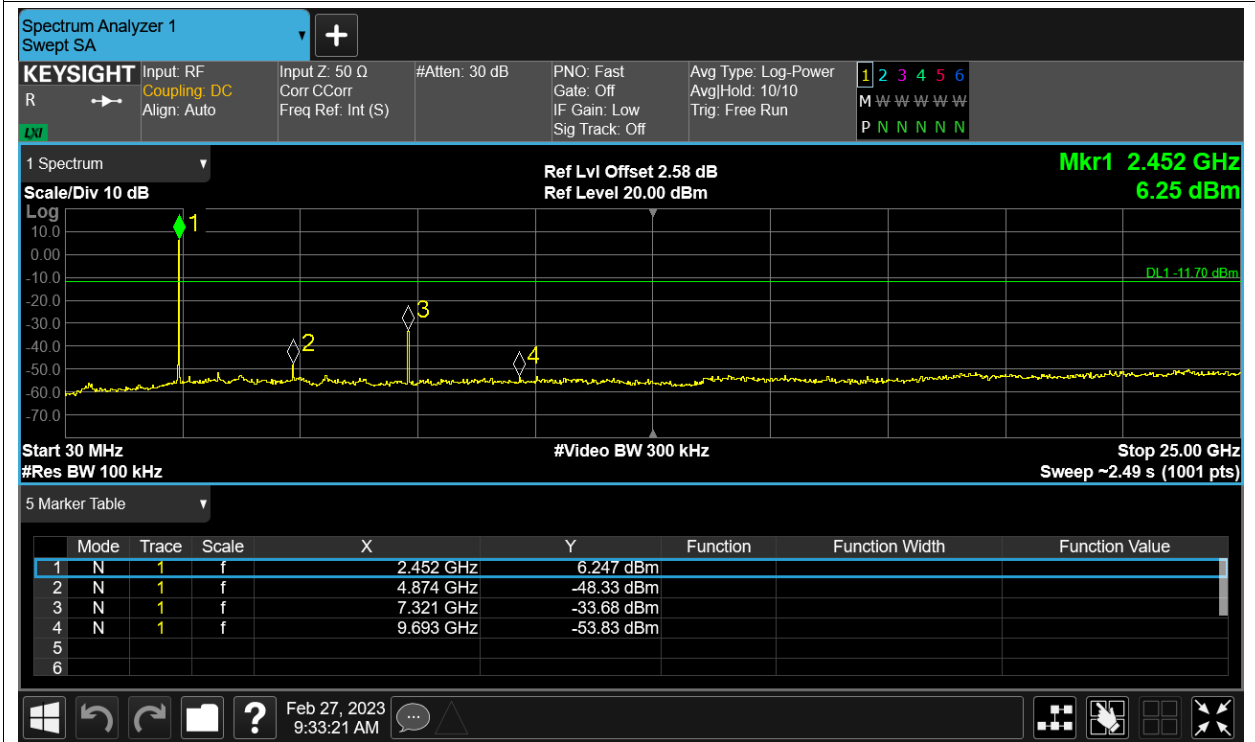 Spectrum Analyzer 1
Swept SA
+
KEYSIGHT Input: RF Input Z: 50 Ω #Atten: 30 dB PNO: Fast Avg Type: Log-Power 1 2 3 4 5 6
R Coupling: DC Corr CCorr Gate: Off Avg|Hold: 10/10 M W W W W W
Align: Auto Freq Ref: Int (S) IF Gain: Low Trig: Free Run
LXI Sig Track: Off P N N N N N
1 Spectrum Ref Lvl Offset 2.58 dB Mkr1 2.452 GHz
Scale/Div 10 dB Ref Level 20.00 dBm 6.25 dBm
Log
1
10.0
0.00
-10.0 DL1 -11.70 dBm
-20.0
3
-30.0
2
-40.0
4
-50.0
-60.0
-70.0
Start 30 MHz #Video BW 300 kHz Stop 25.00 GHz
#Res BW 100 kHz Sweep ~2.49 s (1001 pts)
5 Marker Table
Mode Trace Scale X Y Function Function Width Function Value
1 N 1 f 2.452 GHz 6.247 dBm
2 N 1 f 4.874 GHz -48.33 dBm
3 N 1 f 7.321 GHz -33.68 dBm
4 N 1 f 9.693 GHz -53.83 dBm
5
6
? Feb 27, 2023
9:33:21 AM